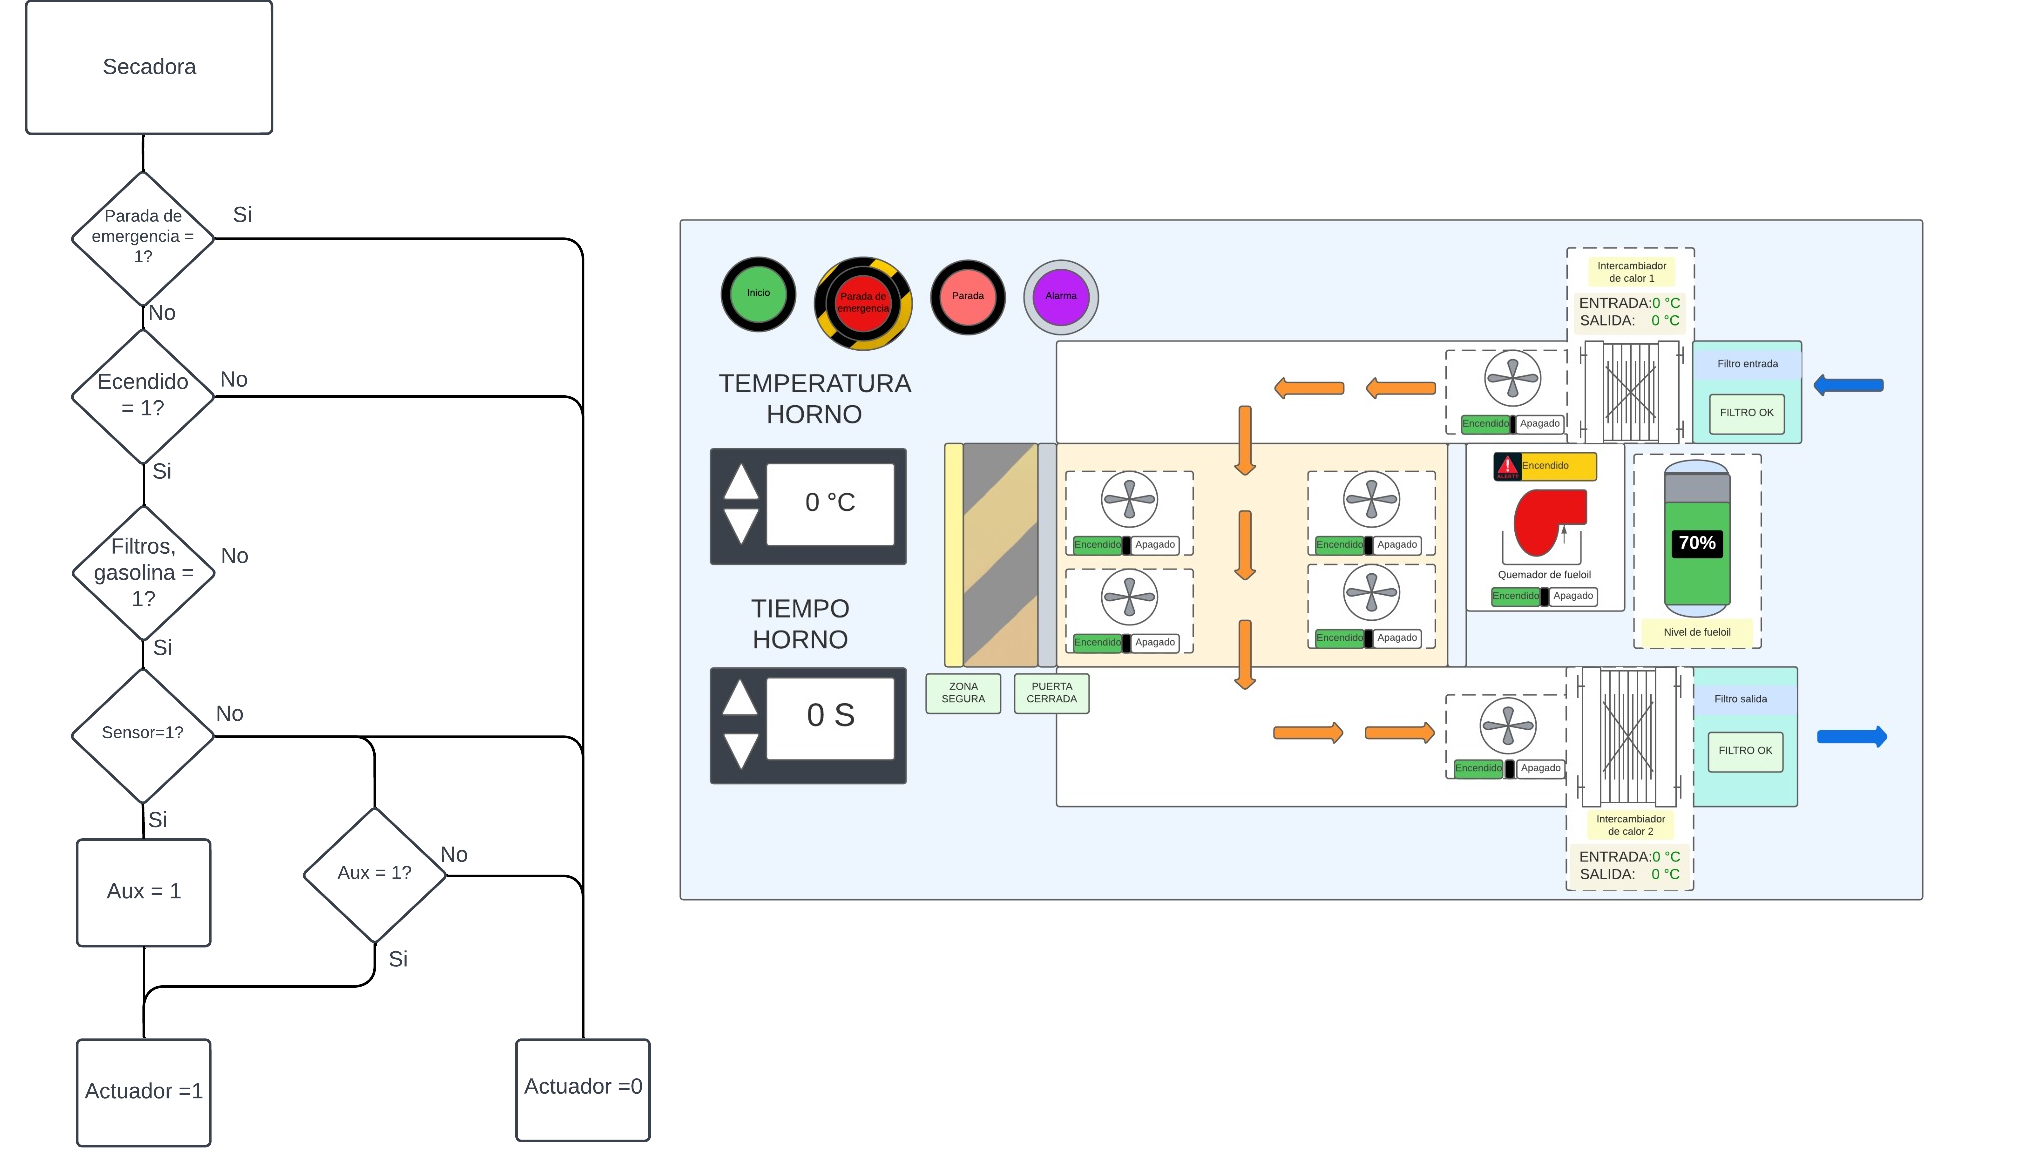 Secadora
Parada de
emergencia =
1?
Si
No
Ecendido
= 1?
No
Si
Filtros,
gasolina =
1?
No
Si
Sensor=1?
No
Si
Aux = 1
Aux = 1?
No
Si
Actuador =1
Actuador =0
Inicio
Parada de
emergencia
Parada
Alarma
TEMPERATURA
HORNO
0 °C
TIEMPO
HORNO
0 S
ZONA
SEGURA
PUERTA
CERRADA
Intercambiador
de calor 1
ENTRADA:0 °C
SALIDA: 0 °C
Encendido Apagado
Filtro entrada
FILTRO OK
Encendido Apagado
Encendido Apagado
Encendido Apagado
Encendido Apagado
ALERTA
Encendido
Quemador de fueloil
Encendido Apagado
70%
Nivel de fueloil
Encendido Apagado
Filtro salida
FILTRO OK
Intercambiador
de calor 2
ENTRADA:0 °C
SALIDA: 0 °C